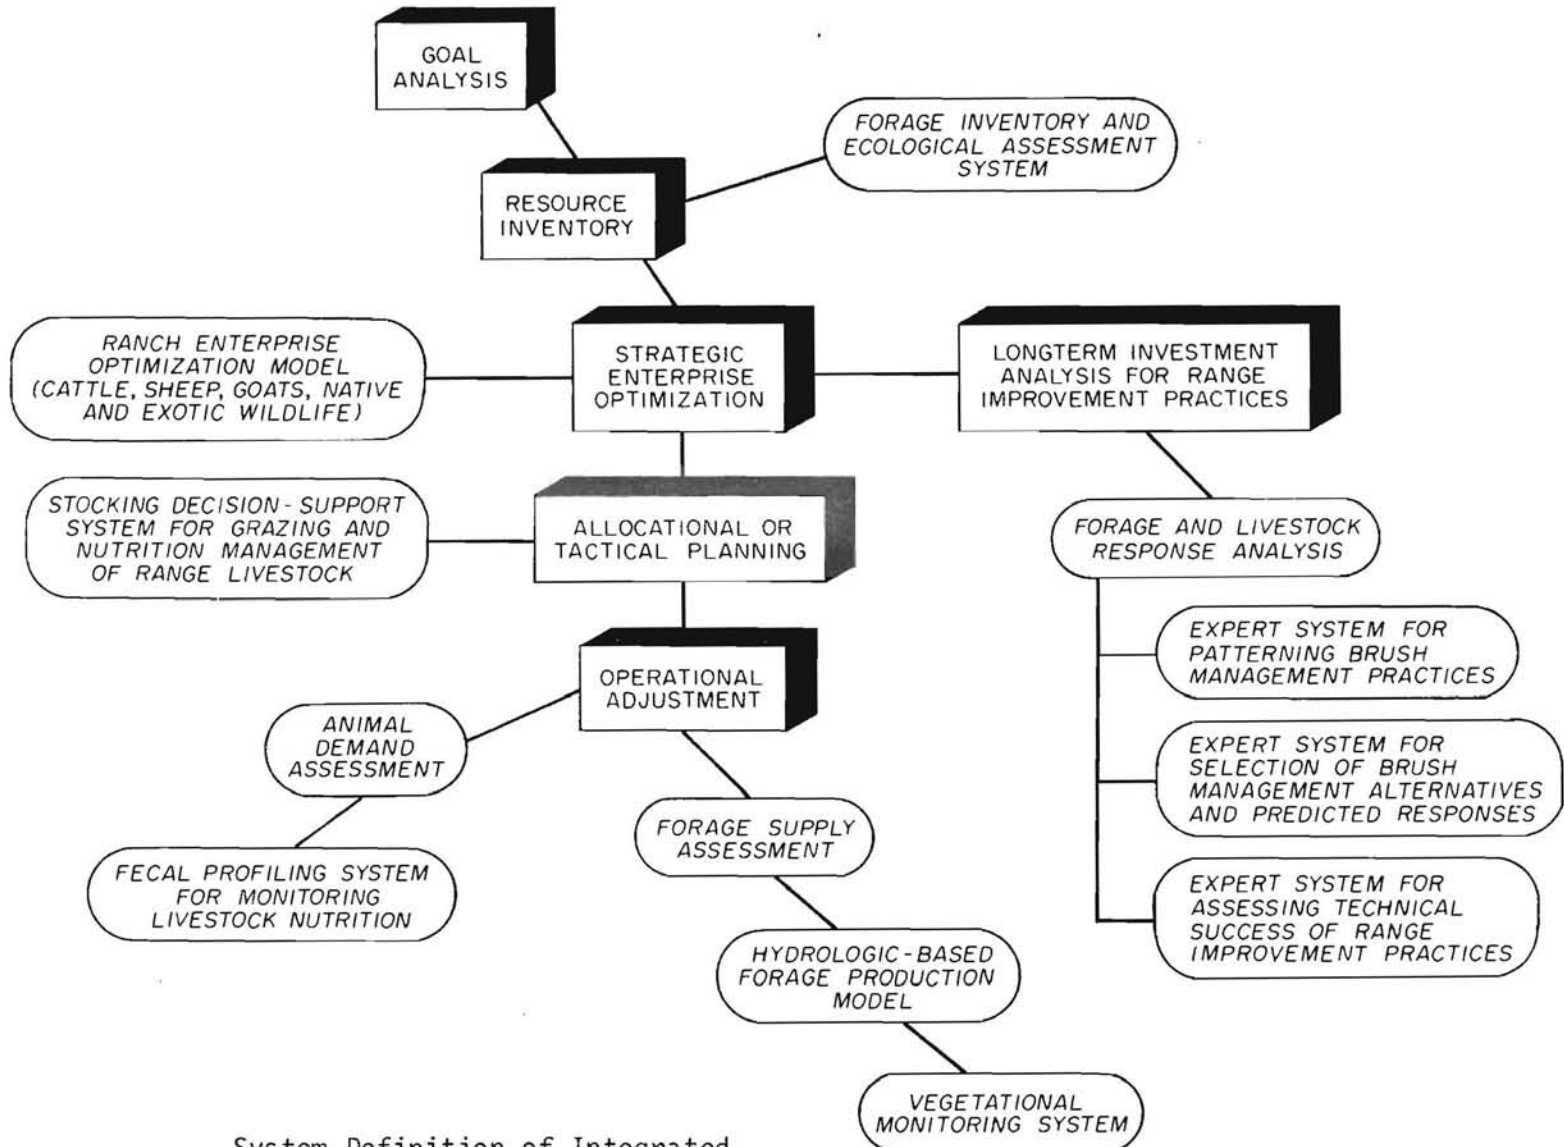 GOAL
ANALYSIS
FORAGE INVENTORY AND
ECOLOGICAL ASSESSMENT
SYSTEM
RESOURCE
INVENTORY
RANCH ENTERPRISE
OPTIMIZATION MODEL
(CATTLE, SHEEP, GOATS, NATIVE
AND EXOTIC WILDLIFE)
STRATEGIC
ENTERPRISE
OPTIMIZATION
LONGTERM INVESTMENT
ANALYSIS FOR RANGE
IMPROVEMENT PRACTICES
STOCKING DECISION-SUPPORT
SYSTEM FOR GRAZING AND
NUTRITION MANAGEMENT
OF RANGE LIVESTOCK
ALLOCATIONAL OR
TACTICAL PLANNING
FORAGE AND LIVESTOCK
RESPONSE ANALYSIS
OPERATIONAL
ADJUSTMENT
EXPERT SYSTEM FOR
PATTERNING BRUSH
MANAGEMENT PRACTICES
ANIMAL
DEMAND
ASSESSMENT
EXPERT SYSTEM FOR
SELECTION OF BRUSH
MANAGEMENT ALTERNATIVES
AND PREDICTED RESPONSES
FORAGE SUPPLY
ASSESSMENT
FECAL PROFILING SYSTEM
FOR MONITORING
LIVESTOCK NUTRITION
EXPERT SYSTEM FOR
ASSESSING TECHNICAL
SUCCESS OF RANGE
IMPROVEMENT PRACTICES
HYDROLOGIC-BASED
FORAGE PRODUCTION
MODEL
VEGETATIONAL
MONITORING SYSTEM
System Definition of Integrated